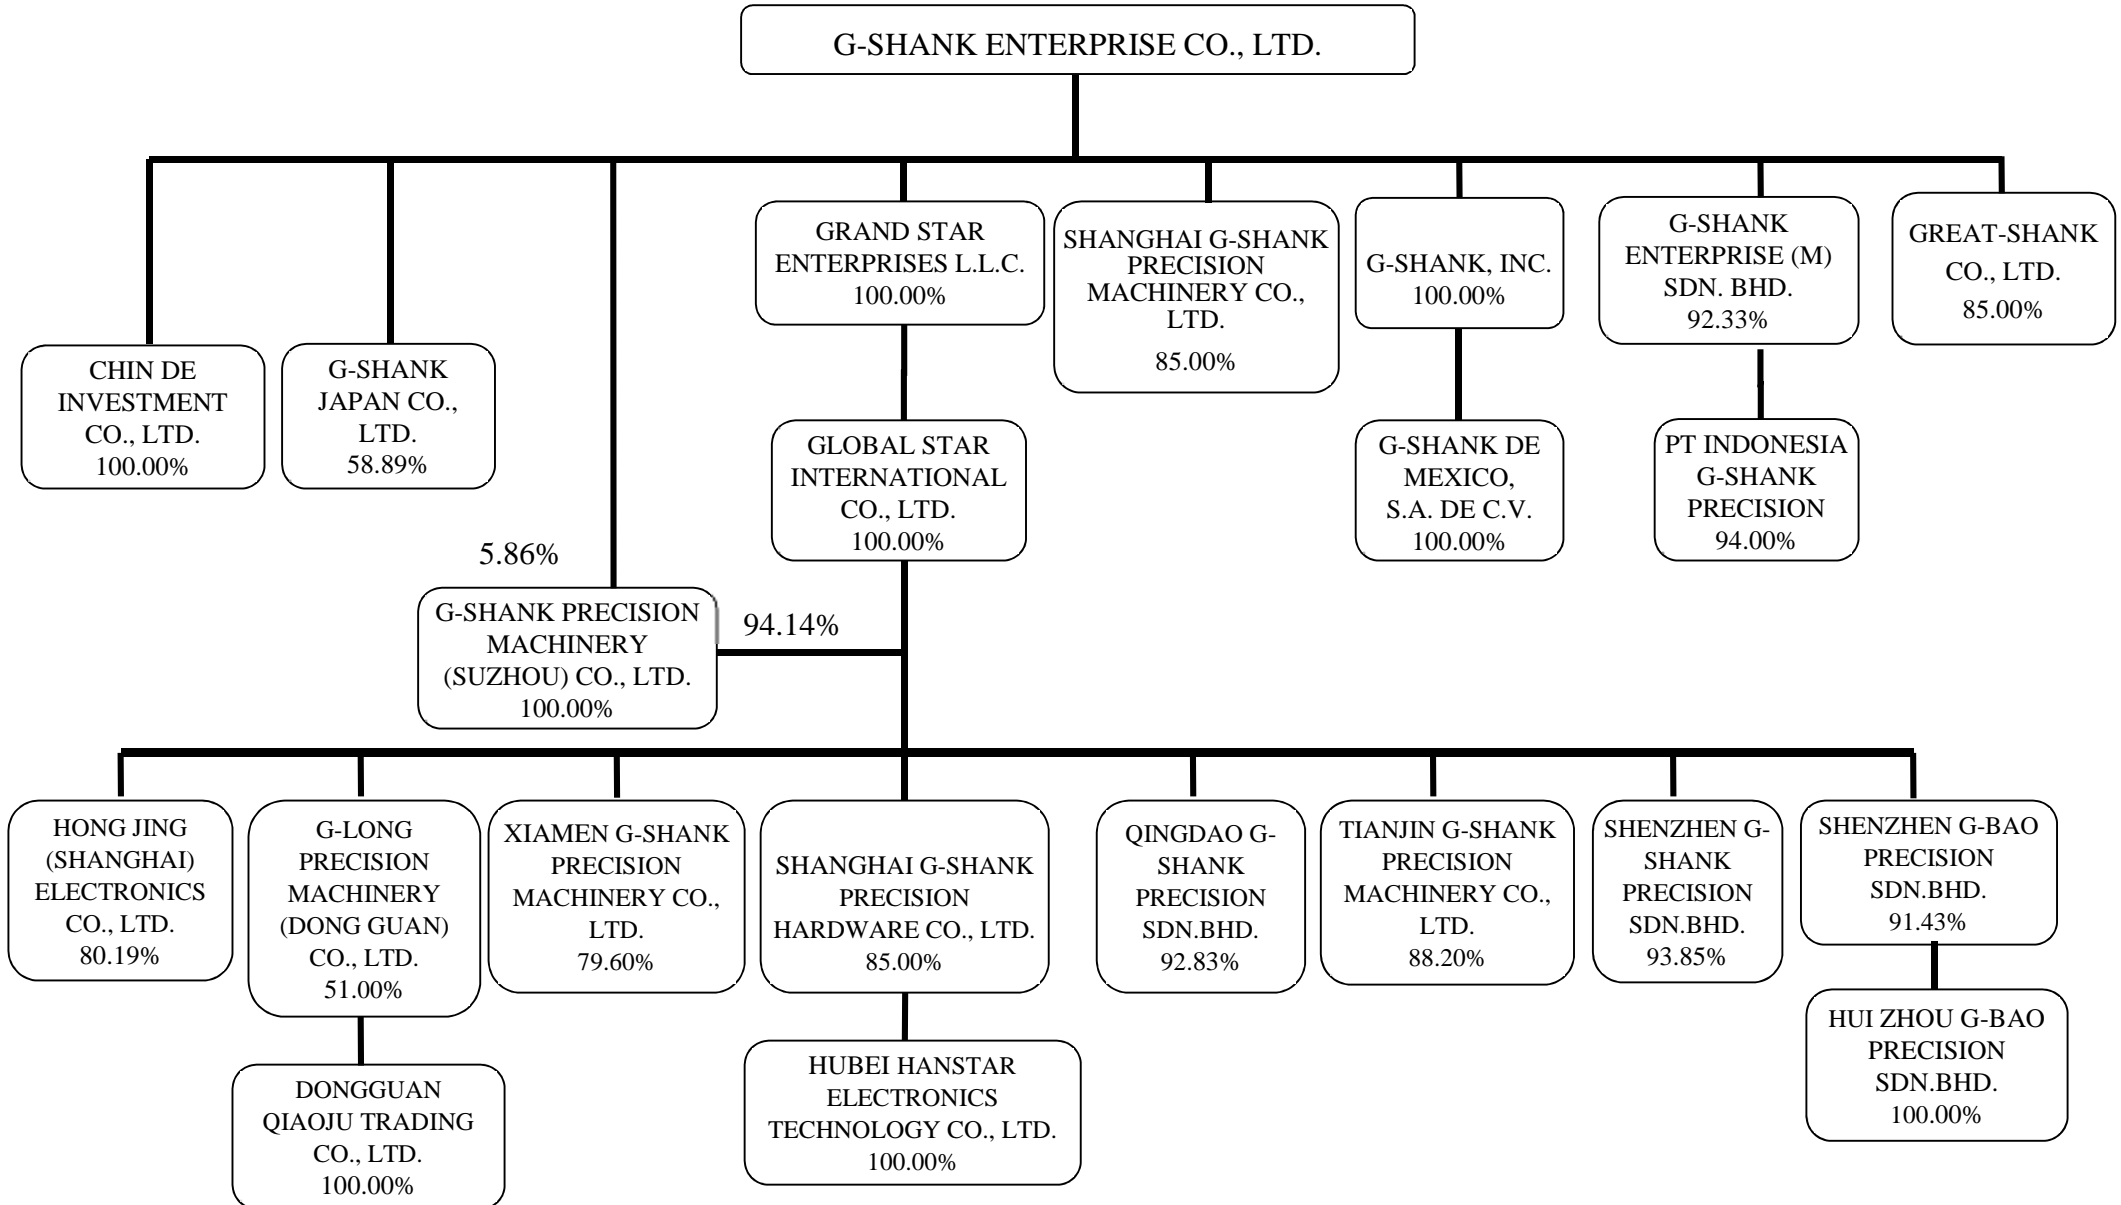 G-SHANK ENTERPRISE CO., LTD.
CHIN DE
INVESTMENT
CO., LTD.
100.00%
G-SHANK
JAPAN CO.,
LTD.
58.89%
GRAND STAR
ENTERPRISES L.L.C.
100.00%
SHANGHAI G-SHANK
PRECISION
MACHINERY CO.,
LTD.
85.00%
G-SHANK, INC.
100.00%
G-SHANK
ENTERPRISE (M)
SDN. BHD.
92.33%
GREAT-SHANK
CO., LTD.
85.00%
GLOBAL STAR
INTERNATIONAL
CO., LTD.
100.00%
G-SHANK DE
MEXICO,
S.A. DE C.V.
100.00%
PT INDONESIA
G-SHANK
PRECISION
94.00%
5.86%
G-SHANK PRECISION
MACHINERY
(SUZHOU) CO., LTD.
100.00%
94.14%
HONG JING
(SHANGHAI)
ELECTRONICS
CO., LTD.
80.19%
G-LONG
PRECISION
MACHINERY
(DONG GUAN)
CO., LTD.
51.00%
XIAMEN G-SHANK
PRECISION
MACHINERY CO.,
LTD.
79.60%
SHANGHAI G-SHANK
PRECISION
HARDWARE CO., LTD.
85.00%
QINGDAO G-
SHANK
PRECISION
SDN.BHD.
92.83%
TIANJIN G-SHANK
PRECISION
MACHINERY CO.,
LTD.
88.20%
SHENZHEN G-
SHANK
PRECISION
SDN.BHD.
93.85%
SHENZHEN G-BAO
PRECISION
SDN.BHD.
91.43%
DONGGUAN
QIAOJU TRADING
CO., LTD.
100.00%
HUBEI HANSTAR
ELECTRONICS
TECHNOLOGY CO., LTD.
100.00%
HUI ZHOU G-BAO
PRECISION
SDN.BHD.
100.00%